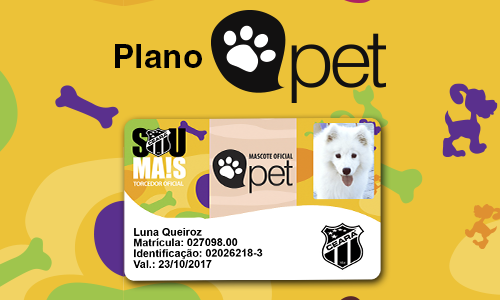 Plano pet
CEARÁ
SOU
MA!S
TORCEDOR OFICIAL
MASCOTE OFICIAL
pet
Luna Queiroz
Matrícula: 027098.00
Identificação: 02026218-3
Val.: 23/10/2017
CEARÁ